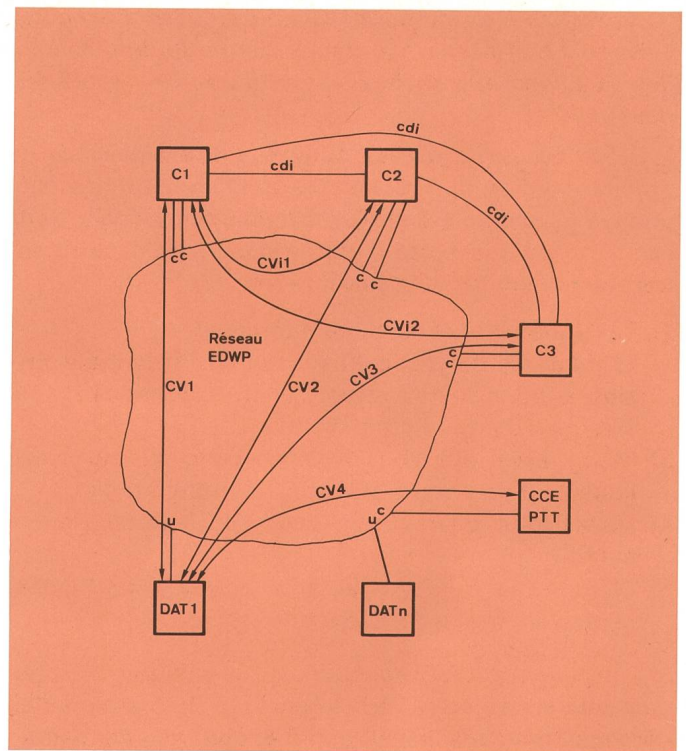 cdi
C1
cdi
C2
cdi
c c
CVi1
c
c
CVi2
Réseau
EDWP
C3
c
c
CV1
CV2
CV3
CV4
CCE
PTT
u
u c
DAT1
DATn